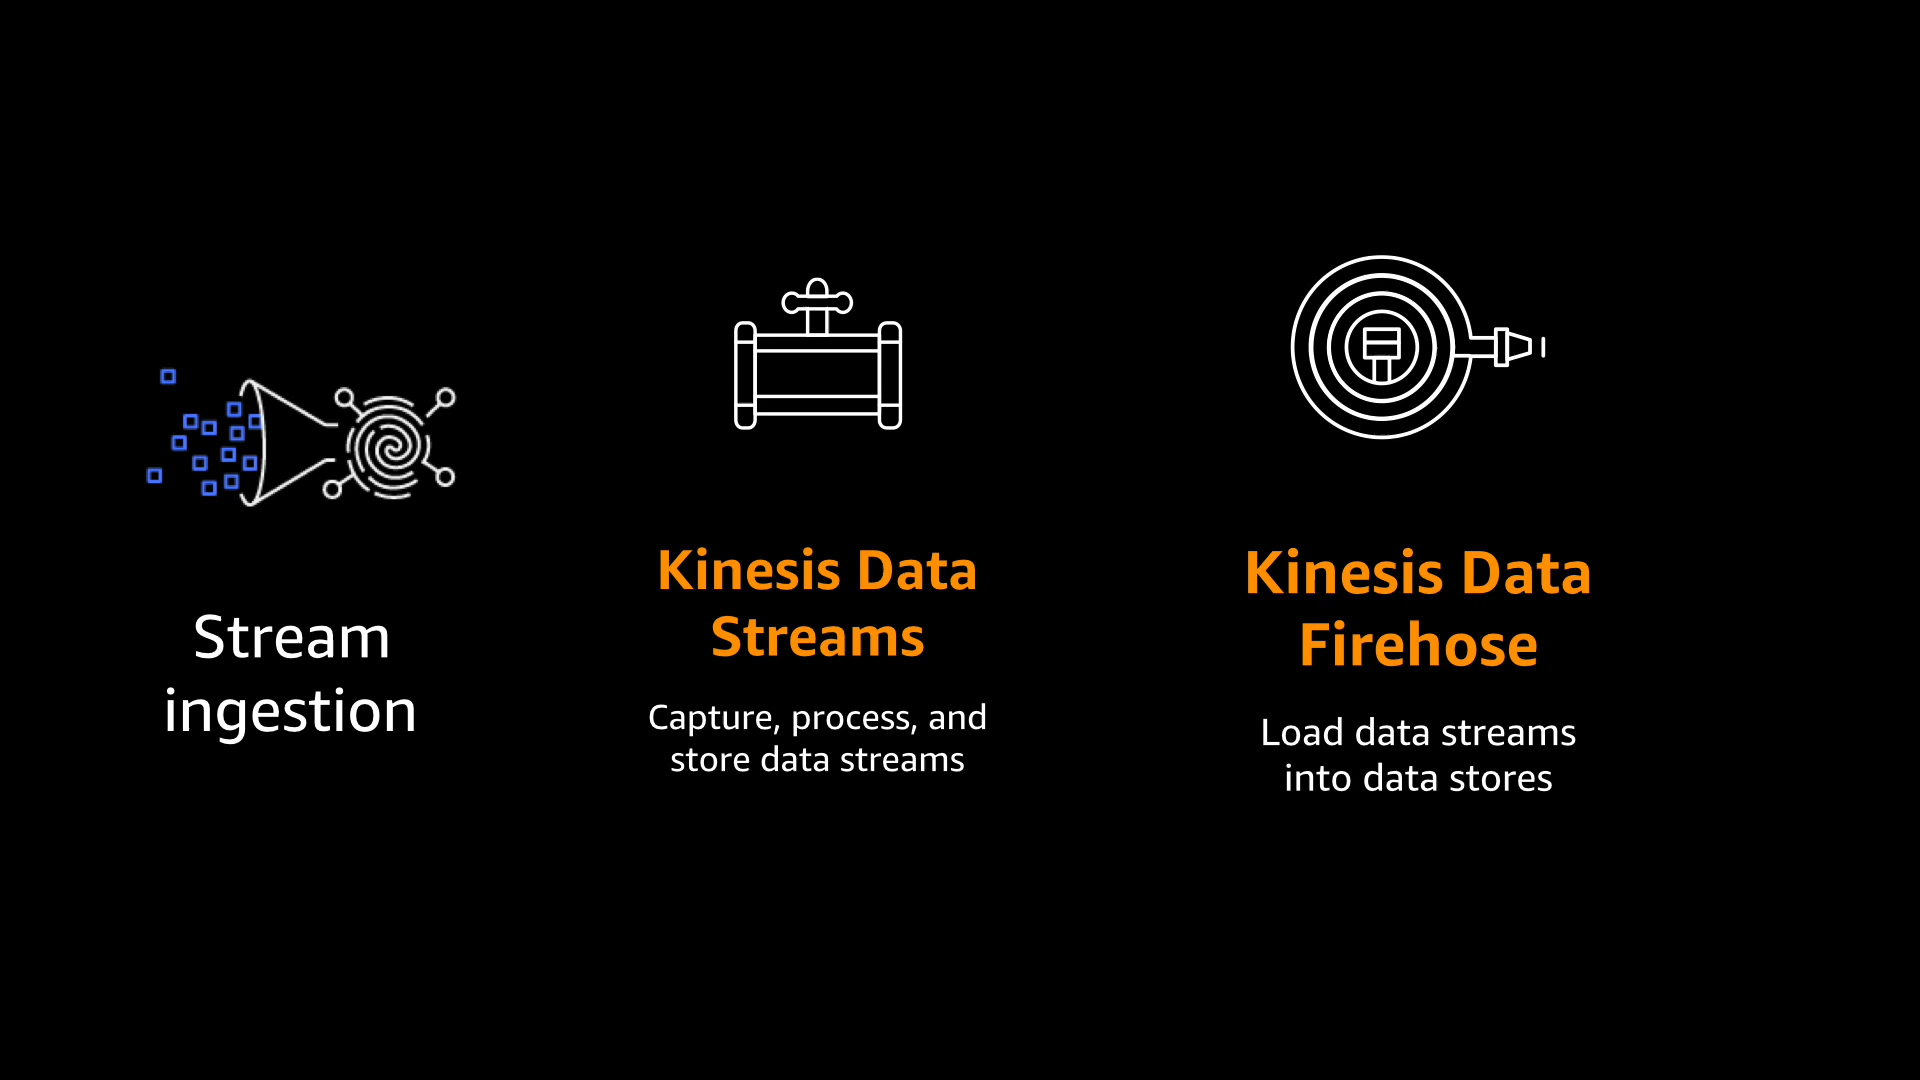 Stream
ingestion
Kinesis Data
Streams
Capture, process, and
store data streams
Kinesis Data
Firehose
Load data streams
into data stores